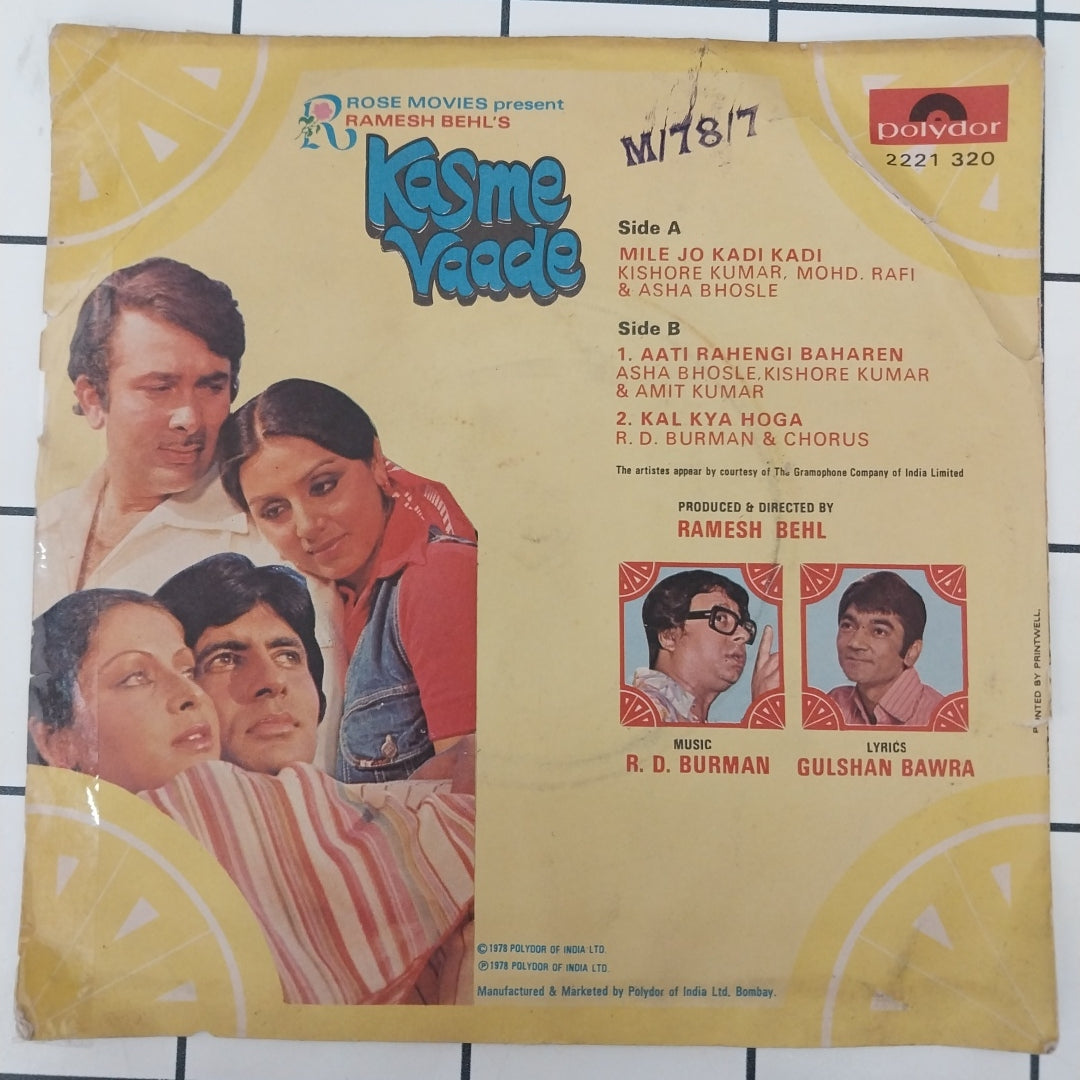 ROSE MOVIES present
RAMESH BEHL'S
Kasme
Vaade
M/78/7
polydor
2221 320
Side A
MILE JO KADI KADI
KISHORE KUMAR, MOHD. RAFI
& ASHA BHOSLE
Side B
1. AATI RAHENGI BAHAREN
ASHA BHOSLE, KISHORE KUMAR
& AMIT KUMAR
2. KAL KYA HOGA
R. D. BURMAN & CHORUS
The artistes appear by courtesy of The Gramophone Company of India Limited
PRODUCED & DIRECTED BY
RAMESH BEHL
MUSIC
R. D. BURMAN
LYRICS
GULSHAN BAWRA
© 1978 POLYDOR OF INDIA LTD.
℗ 1978 POLYDOR OF INDIA LTD.
Manufactured & Marketed by Polydor of India Ltd. Bombay.
BY PRINTWELL,